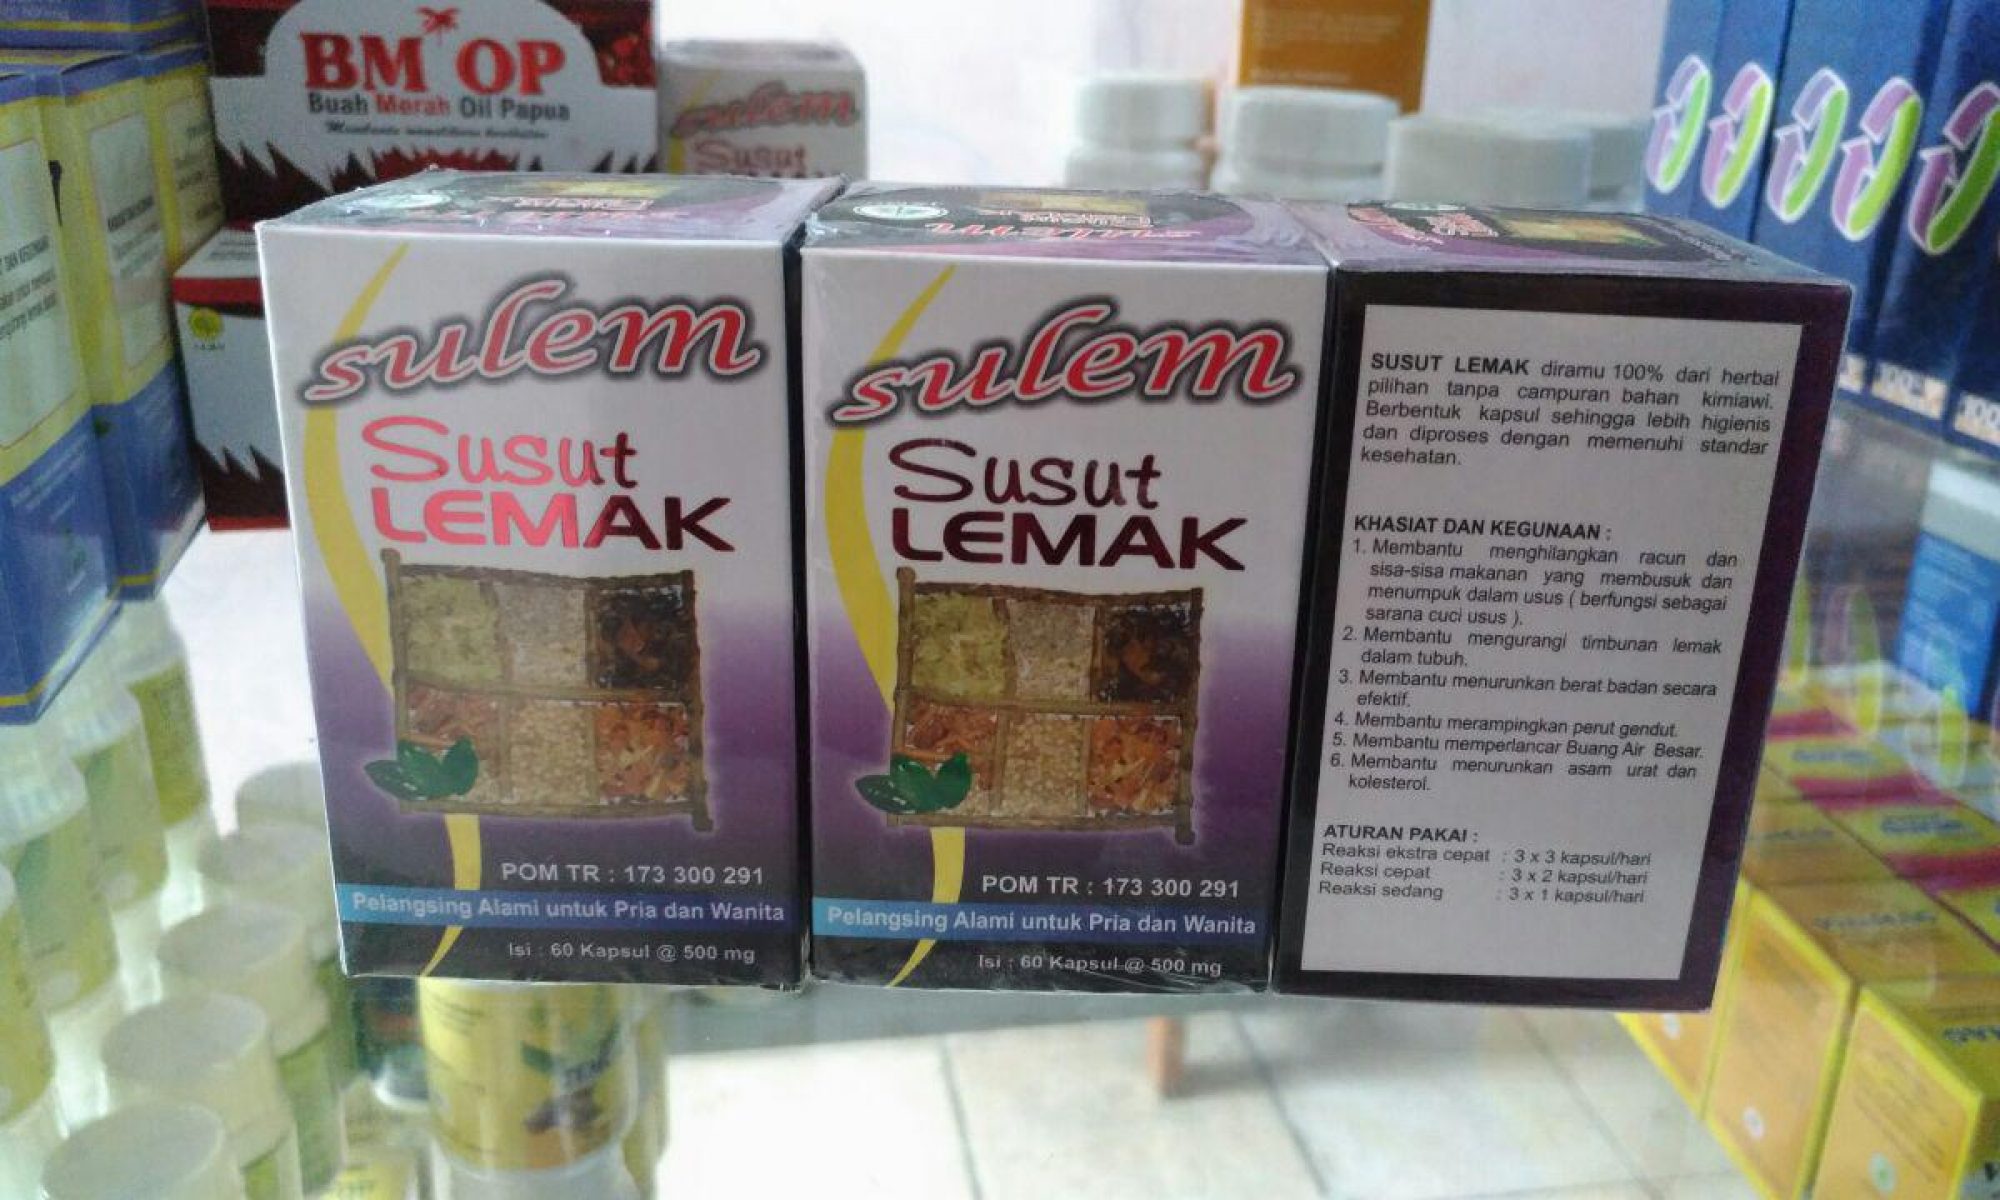 BM OP
Buah Merah Oil Papua
Membantu memelihara kesehatan
sulem
Susut
sulem
Susut
LEMAK
POM TR : 173 300 291
Pelangsing Alami untuk Pria dan Wanita
Isi : 60 Kapsul @ 500 mg
sulem
Susut
LEMAK
POM TR : 173 300 291
Pelangsing Alami untuk Pria dan Wanita
Isi : 60 Kapsul @ 500 mg
SUSUT LEMAK diramu 100% dari herbal
pilihan tanpa campuran bahan kimiawi.
Berbentuk kapsul sehingga lebih higienis
dan diproses dengan memenuhi standar
kesehatan.
KHASIAT DAN KEGUNAAN :
1. Membantu menghilangkan racun dan
sisa-sisa makanan yang membusuk dan
menumpuk dalam usus ( berfungsi sebagai
sarana cuci usus ).
2. Membantu mengurangi timbunan lemak
dalam tubuh.
3. Membantu menurunkan berat badan secara
efektif.
4. Membantu merampingkan perut gendut.
5. Membantu memperlancar Buang Air Besar.
6. Membantu menurunkan asam urat dan
kolesterol.
ATURAN PAKAI :
Reaksi ekstra cepat : 3 x 3 kapsul/hari
Reaksi cepat : 3 x 2 kapsul/hari
Reaksi sedang : 3 x 1 kapsul/hari